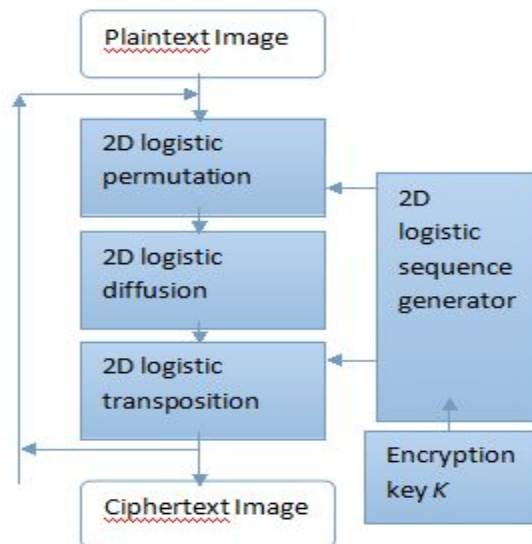 Plaintext Image
2D logistic
permutation
2D logistic
diffusion
2D logistic
transposition
Ciphertext Image
2D
logistic
sequence
generator
Encryption
key K